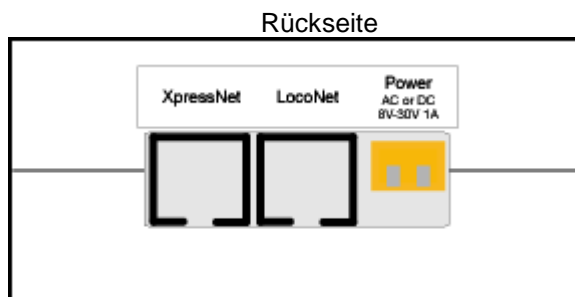 Rückseite
XpressNet LocoNet Power
AC or DC
8V-30V 1A